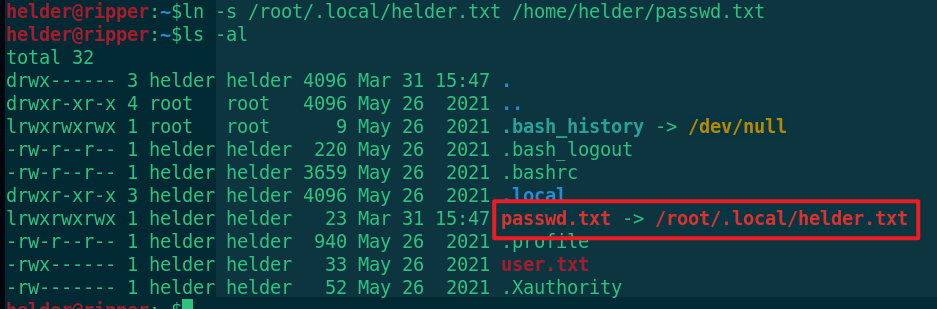 helder@ripper:~$ln -s /root/.local/helder.txt /home/helder/passwd.txt
helder@ripper:~$ls -al
total 32
drwx------ 3 helder helder 4096 Mar 31 15:47 .
drwxr-xr-x 4 root   root   4096 May 26  2021 ..
lrwxrwxrwx 1 root   root      9 May 26  2021 .bash_history -> /dev/null
-rw-r--r-- 1 helder helder  220 May 26  2021 .bash_logout
-rw-r--r-- 1 helder helder 3659 May 26  2021 .bashrc
drwxr-xr-x 3 helder helder 4096 May 26  2021 .local
lrwxrwxrwx 1 helder helder   23 Mar 31 15:47 passwd.txt -> /root/.local/helder.txt
-rw-r--r-- 1 helder helder  940 May 26  2021 .profile
-rwx------ 1 helder helder   33 May 26  2021 user.txt
-rw------- 1 helder helder   52 May 26  2021 .Xauthority
helder@ripper:~$